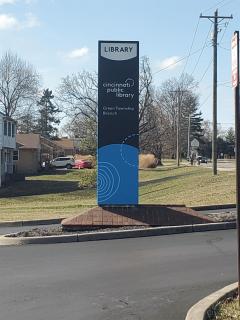 LIBRARY
cincinnati
public
library
Green Township
Branch